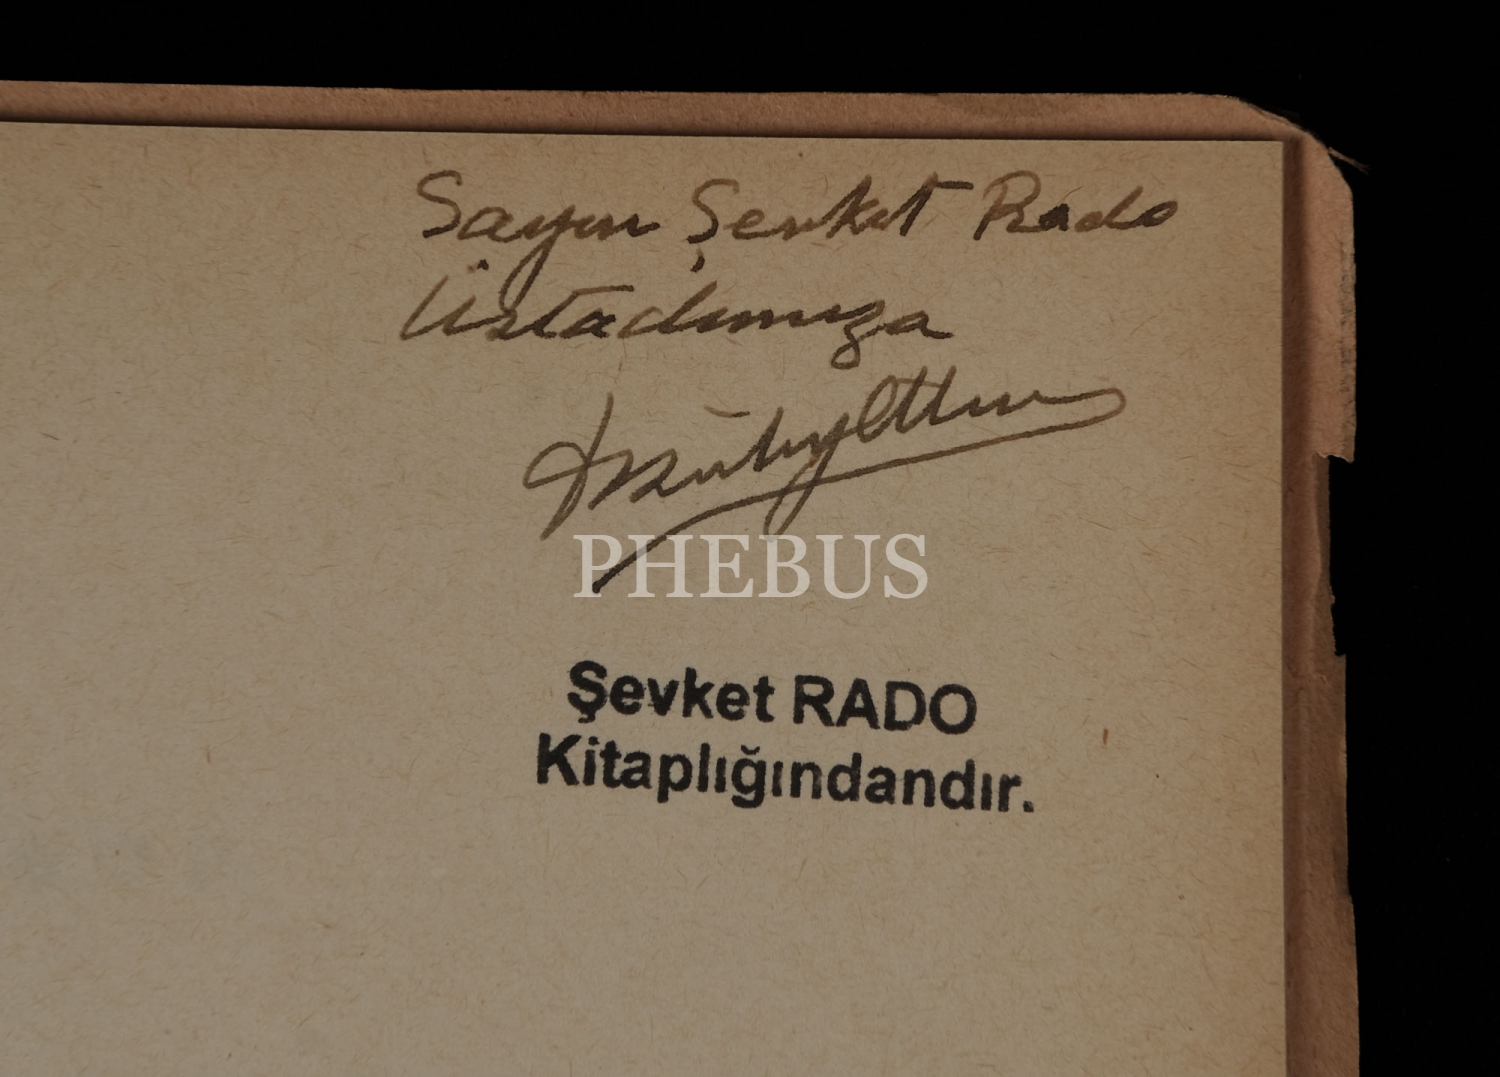 Sayın Şevket Rado
Üstadımıza
PHEBUS
Şevket RADO
Kitaplığındandır.